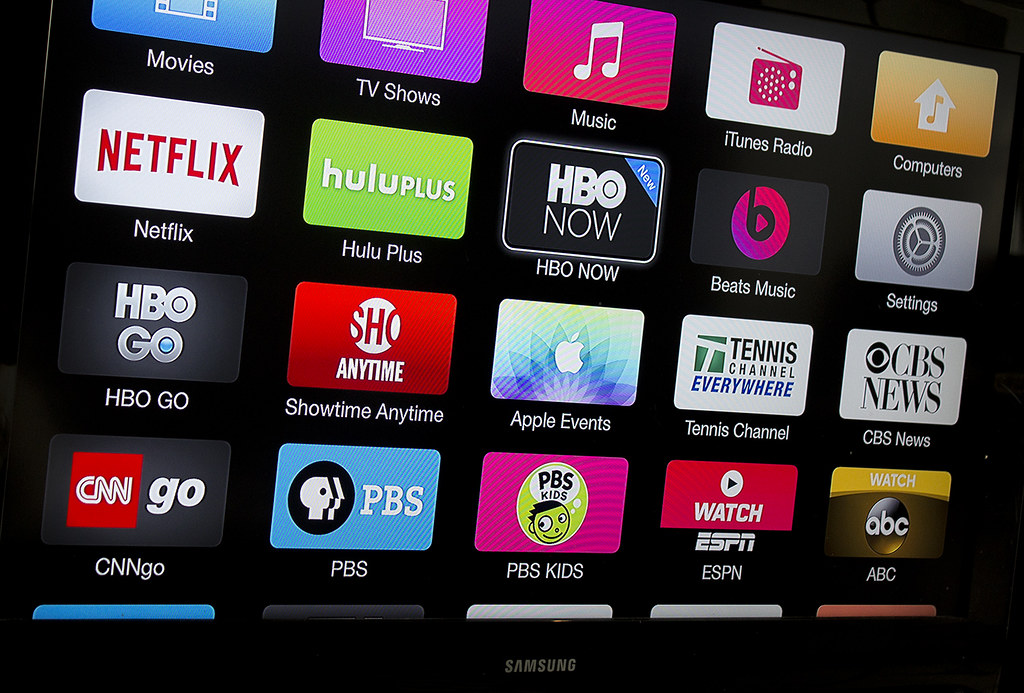 Movies
TV Shows
Music
iTunes Radio
Computers
NETFLIX
Netflix
huluPLUS
Hulu Plus
HBO
NOW
New
HBO NOW
b
Beats Music
Settings
HBO
GO
HBO GO
SHO
ANYTIME
Showtime Anytime
Apple Events
T TENNIS
CHANNEL
EVERYWHERE
Tennis Channel
CBS
NEWS
CBS News
CNN go
CNNgo
PBS
PBS
PBS
KIDS
PBS KIDS
WATCH
ESPN
ESPN
WATCH
abc
ABC
SAMSUNG